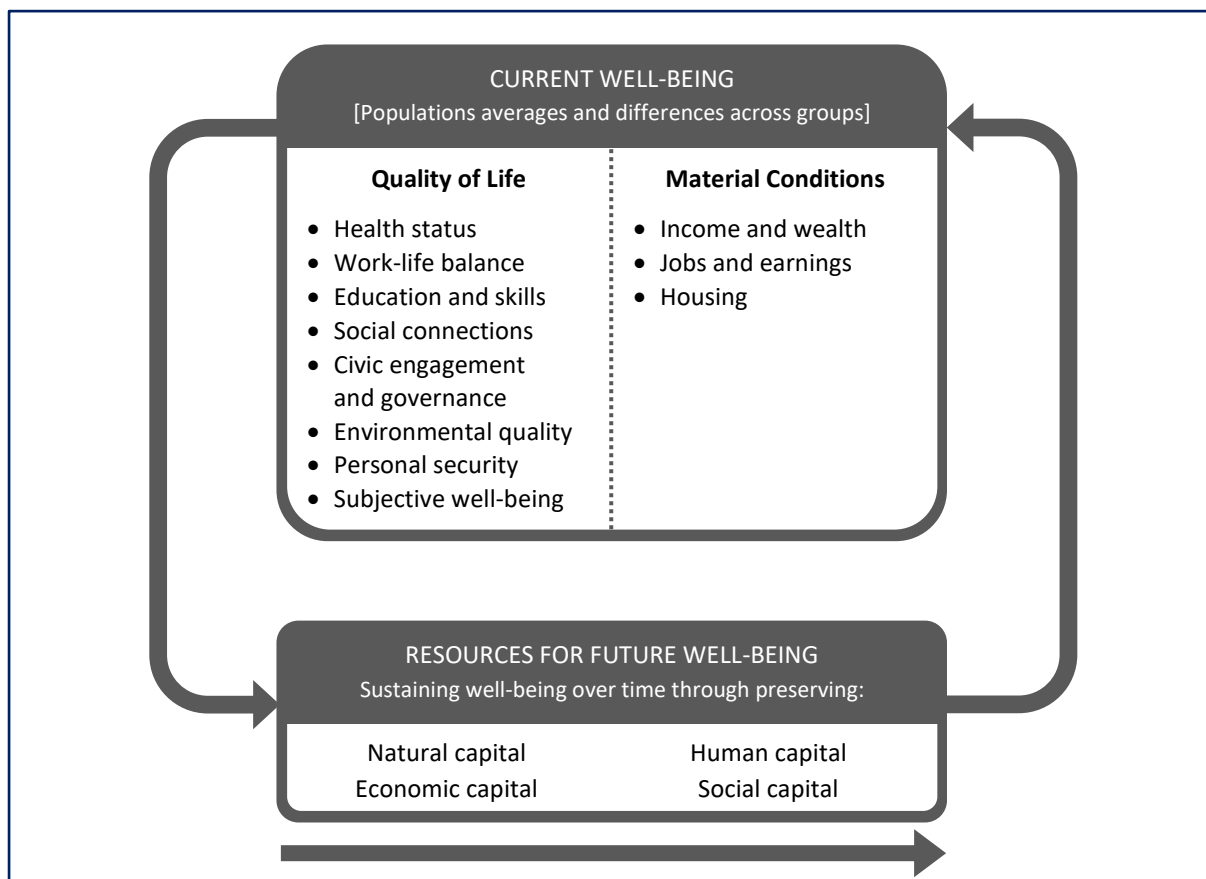 CURRENT WELL-BEING
[Populations averages and differences across groups]
Quality of Life
• Health status
• Work-life balance
• Education and skills
• Social connections
• Civic engagement
and governance
• Environmental quality
• Personal security
• Subjective well-being
Material Conditions
• Income and wealth
• Jobs and earnings
• Housing
RESOURCES FOR FUTURE WELL-BEING
Sustaining well-being over time through preserving:
Natural capital
Human capital
Economic capital
Social capital